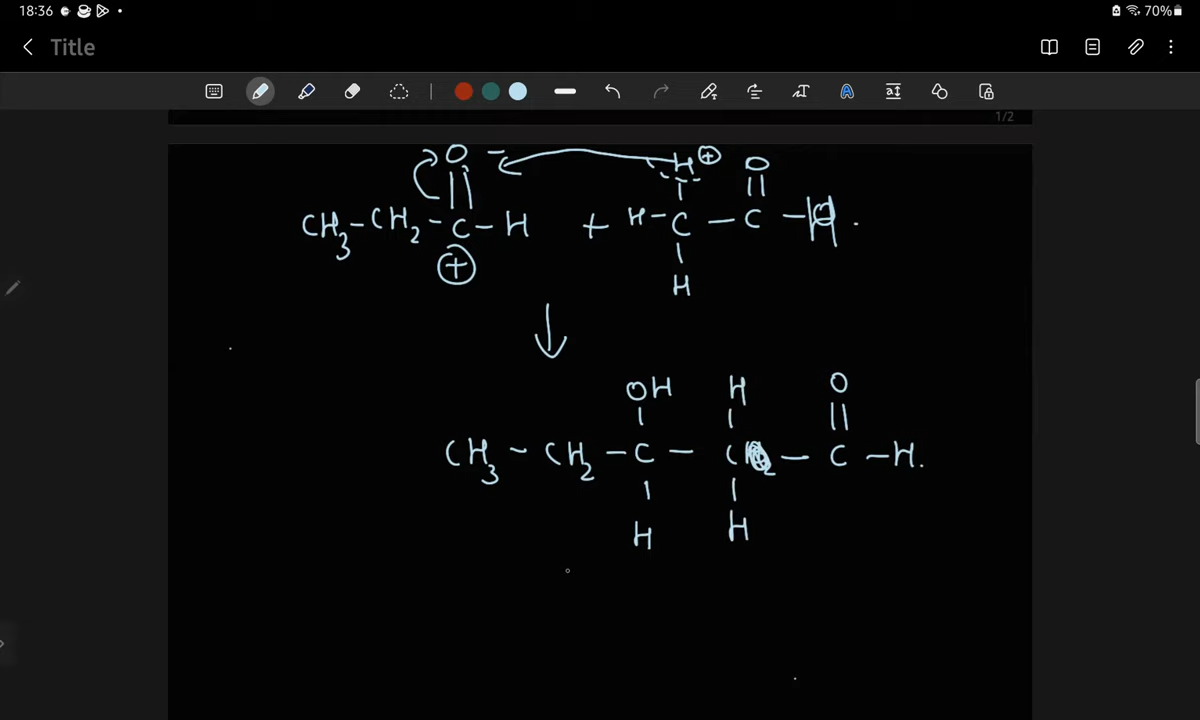 18:36 70%
Title
1/2
O - H ⊕ O
CH3-CH2-C-H + H-C-C-H.
⊕ H
OH H O
CH3-CH2-C-C-C-H.
H H